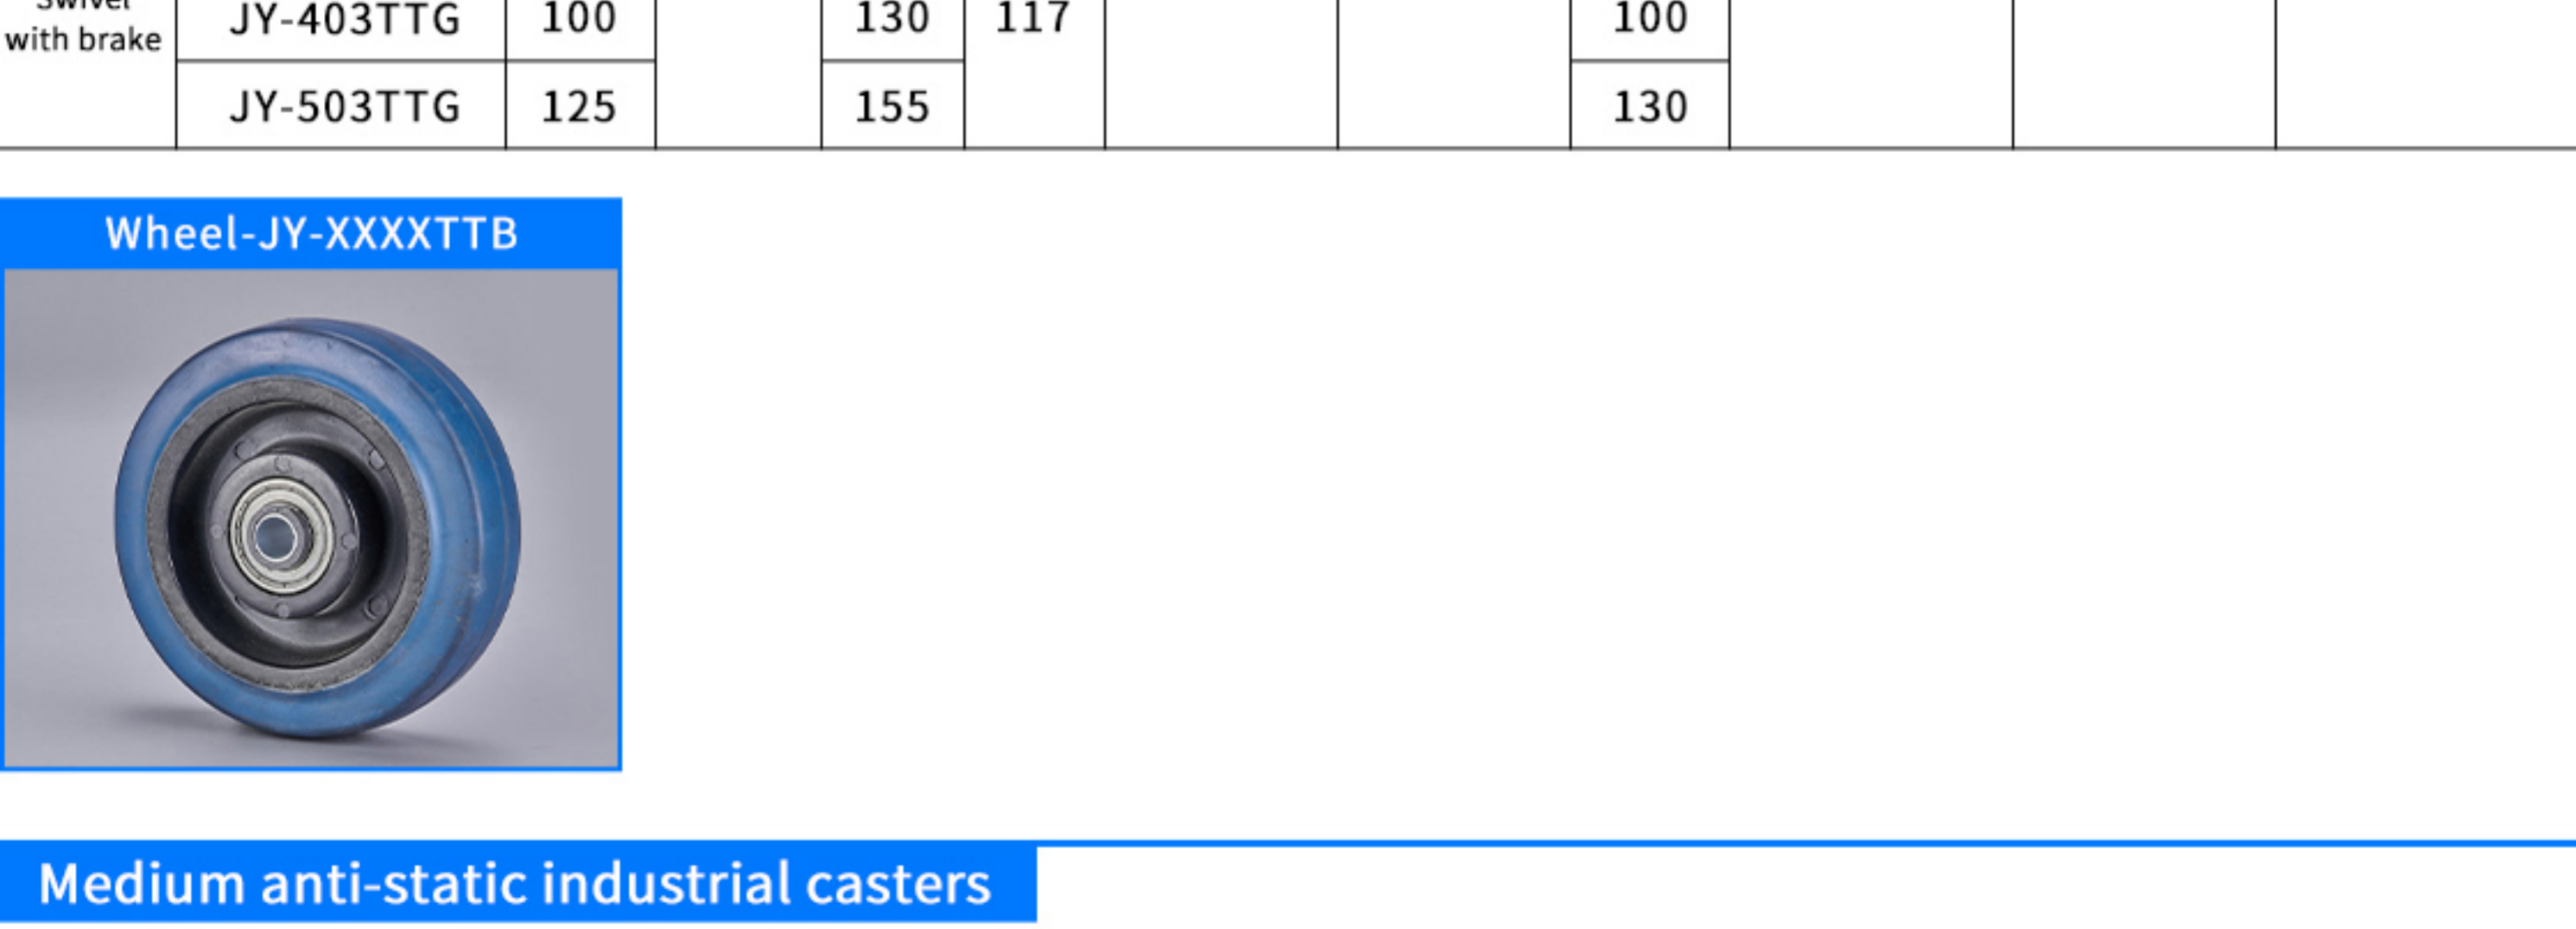 Swivel
with brake
JY-403TTG 100 130 117 100
JY-503TTG 125 155 130
Wheel-JY-XXXXTTB
Medium anti-static industrial casters